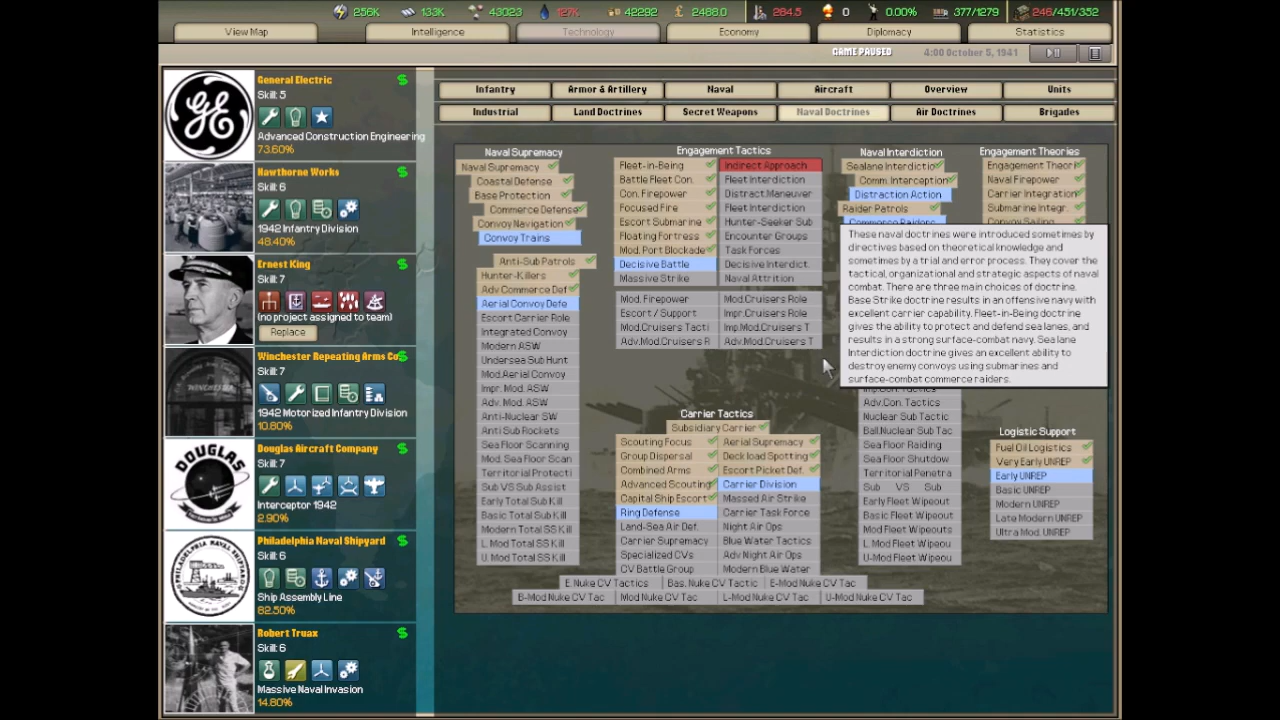 256K 133K 43023 127K 42292 2488.0 284.5 0 0.00% 377/1279 246/451/352
View Map Intelligence Technology Economy Diplomacy Statistics
GAME PAUSED 4:00 October 5, 1941
General Electric
Skill: 5
Advanced Construction Engineering
73.60%
Hawthorne Works
Skill: 6
1942 Infantry Division
48.40%
Ernest King
Skill: 7
(no project assigned to team)
Replace
Winchester Repeating Arms Co
Skill: 7
1942 Motorized Infantry Division
10.80%
DOUGLAS
Douglas Aircraft Company
Skill: 7
Interceptor 1942
2.90%
Philadelphia Naval Shipyard
Skill: 6
Ship Assembly Line
82.50%
Robert Truax
Skill: 6
Massive Naval Invasion
14.80%
Infantry Armor & Artillery Naval Aircraft Overview Units
Industrial Land Doctrines Secret Weapons Naval Doctrines Air Doctrines Brigades
Naval Supremacy
Naval Supremacy
Coastal Defense
Base Protection
Commerce Defense
Convoy Navigation
Convoy Trains
Anti-Sub Patrols
Hunter-Killers
Adv Commerce Def
Aerial Convoy Defe
Escort Carrier Role
Integrated Convoy
Modern ASW
Undersea Sub Hunt
Mod.Aerial Convoy
Impr. Mod. ASW
Adv. Mod. ASW
Anti-Nuclear SW
Anti Sub Rockets
Sea Floor Scanning
Mod. Sea Floor Scan
Territorial Protecti
Sub VS Sub Assist
Early Total Sub Kill
Basic Total Sub Kill
Modern Total SS Kill
L. Mod Total SS Kill
U. Mod Total SS Kill
Engagement Tactics
Fleet-in-Being Indirect Approach
Battle Fleet Con. Fleet Interdiction
Con. Firepower Distract.Maneuver
Focused Fire Fleet Interdiction
Escort Submarine Hunter-Seeker Sub
Floating Fortress Encounter Groups
Mod. Port Blockade Task Forces
Decisive Battle Decisive Interdict.
Massive Strike Naval Attrition
Mod. Firepower Mod.Cruisers Role
Escort / Support Impr.Cruisers Role
Mod.Cruisers Tacti Imp.Mod.Cruisers T
Adv.Mod.Cruisers R Adv.Mod.Cruisers T
Carrier Tactics
Subsidiary Carrier
Scouting Focus Aerial Supremacy
Group Dispersal Deck load Spotting
Combined Arms Escort Picket Def.
Advanced Scouting Carrier Division
Capital Ship Escort Massed Air Strike
Ring Defense Carrier Task Force
Land-Sea Air Def. Night Air Ops
Carrier Supremacy Blue Water Tactics
Specialized CVs Adv Night Air Ops
CV Battle Group Modern Blue Water
E.Nuke CV Tactics Bas. Nuke CV Tactic E-Mod Nuke CV Tac
B-Mod Nuke CV Tac Mod Nuke CV Tac L-Mod Nuke CV Tac U-Mod Nuke CV Tac
Naval Interdiction
Sealane Interdictio
Comm. Interception
Distraction Action
Raider Patrols
Commerce Raiders
Engagement Theories
Engagement Theori
Naval Firepower
Carrier Integration
Submarine Integr.
Convoy Sailing
These naval doctrines were introduced sometimes by
directives based on theoretical knowledge and
sometimes by a trial and error process. They cover the
tactical, organizational and strategic aspects of naval
combat. There are three main choices of doctrine.
Base Strike doctrine results in an offensive navy with
excellent carrier capability. Fleet-in-Being doctrine
gives the ability to protect and defend sea lanes, and
results in a strong surface-combat navy. Sea lane
Interdiction doctrine gives an excellent ability to
destroy enemy convoys using submarines and
surface-combat commerce raiders.
Adv.Con. Tactics
Nuclear Sub Tactic
Ball.Nuclear Sub Tac
Sea Floor Raiding
Sea Floor Shutdown
Territorial Penetra
Sub VS Sub
Early Fleet Wipeout
Basic Fleet Wipeout
Mod Fleet Wipeouts
L. Mod Fleet Wipeou
U-Mod Fleet Wipeou
Logistic Support
Fuel Oil Logistics
Very Early UNREP
Early UNREP
Basic UNREP
Modern UNREP
Late Modern UNREP
Ultra Mod. UNREP